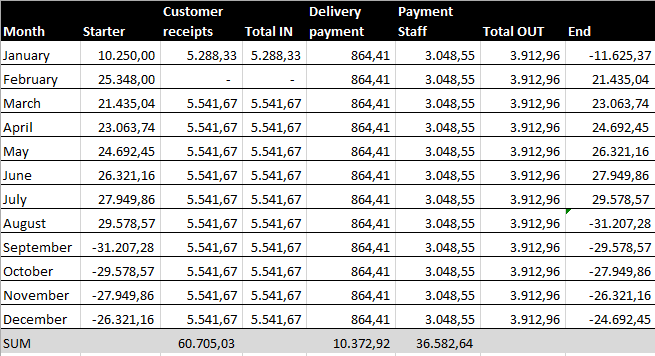 Month Starter Customer receipts Total IN Delivery payment Payment Staff Total OUT End
January 10.250,00 5.288,33 5.288,33 864,41 3.048,55 3.912,96 -11.625,37
February 25.348,00 - - 864,41 3.048,55 3.912,96 21.435,04
March 21.435,04 5.541,67 5.541,67 864,41 3.048,55 3.912,96 23.063,74
April 23.063,74 5.541,67 5.541,67 864,41 3.048,55 3.912,96 24.692,45
May 24.692,45 5.541,67 5.541,67 864,41 3.048,55 3.912,96 26.321,16
June 26.321,16 5.541,67 5.541,67 864,41 3.048,55 3.912,96 27.949,86
July 27.949,86 5.541,67 5.541,67 864,41 3.048,55 3.912,96 29.578,57
August 29.578,57 5.541,67 5.541,67 864,41 3.048,55 3.912,96 -31.207,28
September -31.207,28 5.541,67 5.541,67 864,41 3.048,55 3.912,96 -29.578,57
October -29.578,57 5.541,67 5.541,67 864,41 3.048,55 3.912,96 -27.949,86
November -27.949,86 5.541,67 5.541,67 864,41 3.048,55 3.912,96 -26.321,16
December -26.321,16 5.541,67 5.541,67 864,41 3.048,55 3.912,96 -24.692,45
SUM 60.705,03 10.372,92 36.582,64